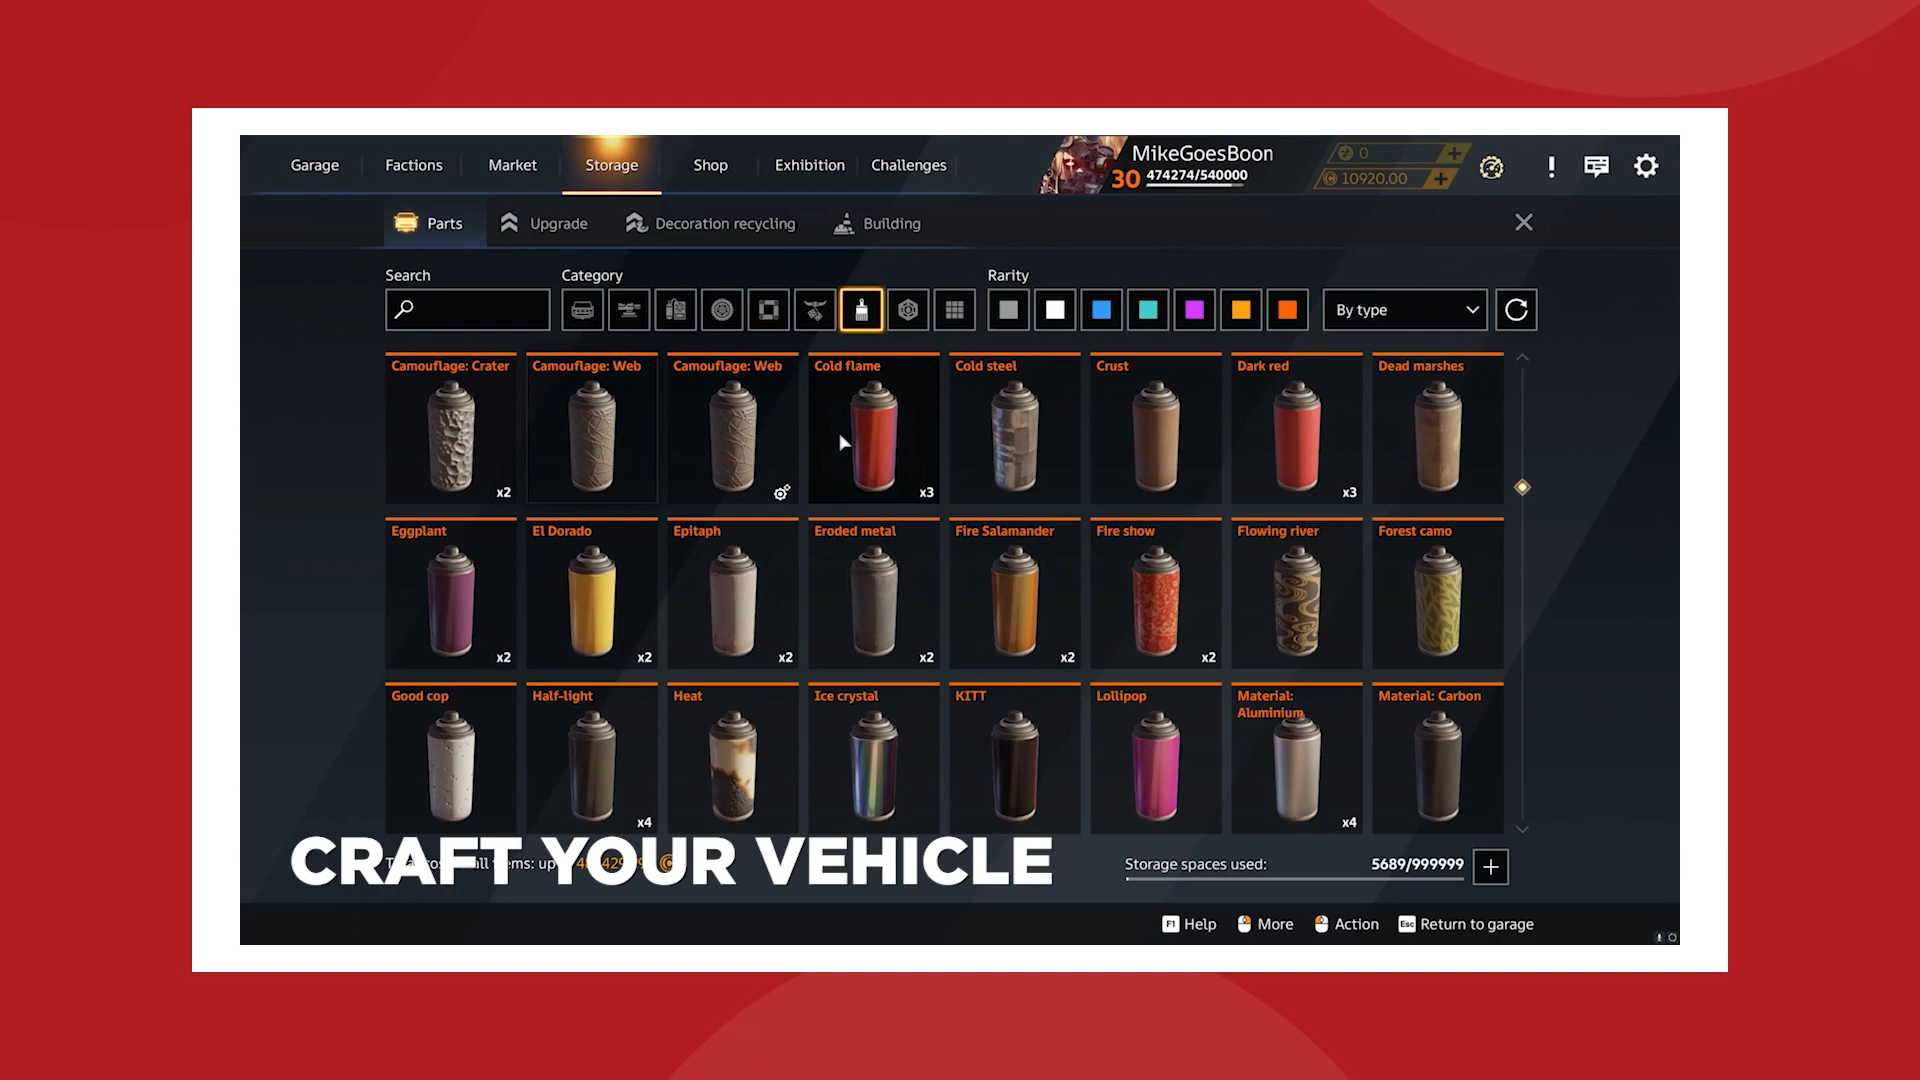 Garage Factions Market Storage Shop Exhibition Challenges
MikeGoesBoon
30 474274/540000
0
10920.00
Parts Upgrade Decoration recycling Building
Search Category Rarity
By type
Camouflage: Crater Camouflage: Web Camouflage: Web Cold flame Cold steel Crust Dark red Dead marshes
x2 x3 x3
Eggplant El Dorado Epitaph Eroded metal Fire Salamander Fire show Flowing river Forest camo
x2 x2 x2 x2 x2 x2
Good cop Half-light Heat Ice crystal KITT Lollipop Material: Aluminium Material: Carbon
x4 x4
CRAFT YOUR VEHICLE
Storage spaces used: 5689/999999
F1 Help More Action Esc Return to garage